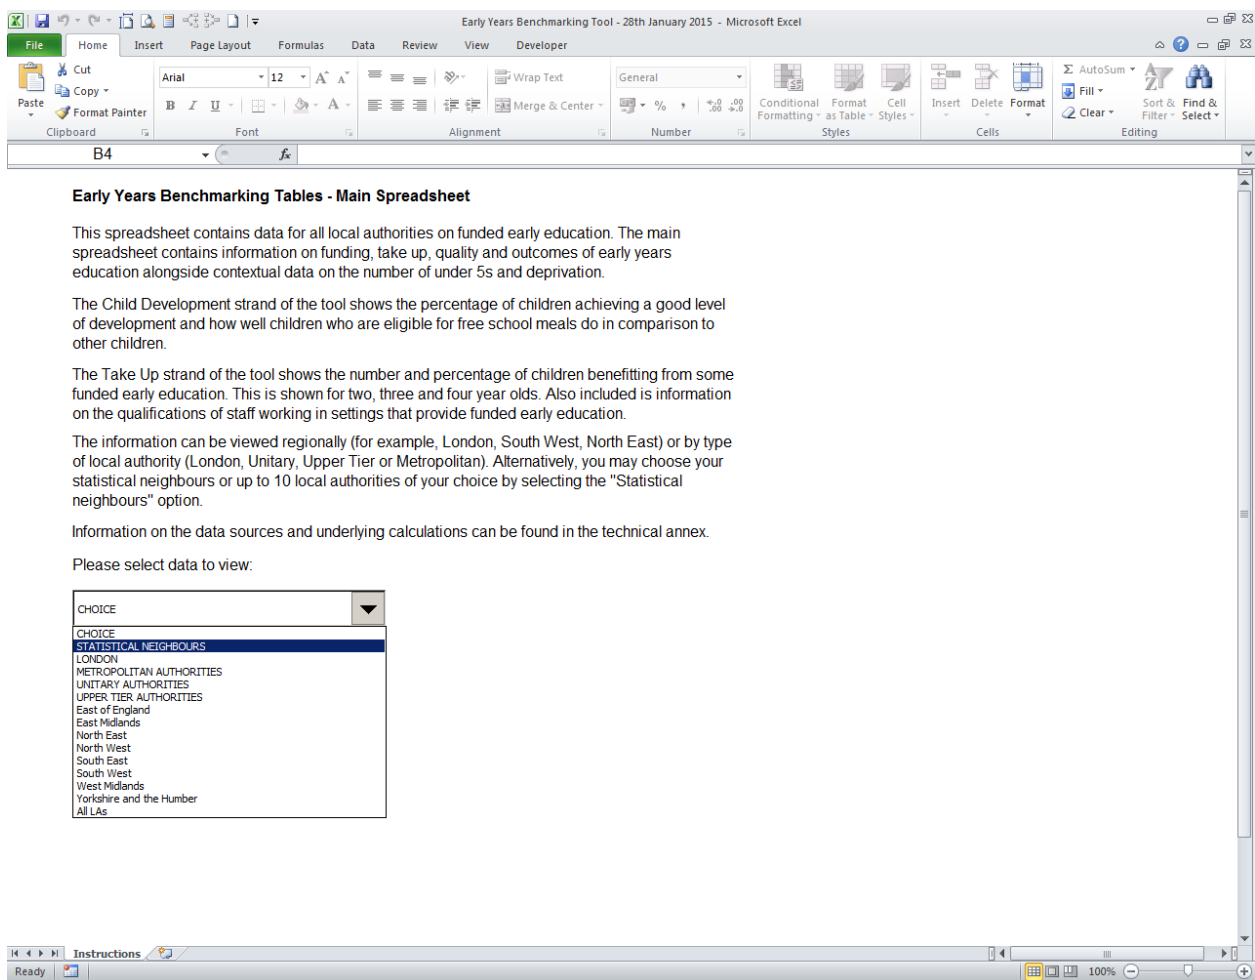 Early Years Benchmarking Tool - 28th January 2015 - Microsoft Excel
File Home Insert Page Layout Formulas Data Review View Developer
Cut
Copy
Format Painter
Paste
Clipboard
Arial 12 A A
B I U A
Font
Wrap Text
Merge & Center
Alignment
General
% , .0 .00 .00 .0
Number
Conditional Formatting
Format as Table
Cell Styles
Styles
Insert Delete Format
Cells
Σ AutoSum
Fill
Clear
Sort & Filter
Find & Select
Editing
B4 fx
Early Years Benchmarking Tables - Main Spreadsheet
This spreadsheet contains data for all local authorities on funded early education. The main
spreadsheet contains information on funding, take up, quality and outcomes of early years
education alongside contextual data on the number of under 5s and deprivation.
The Child Development strand of the tool shows the percentage of children achieving a good level
of development and how well children who are eligible for free school meals do in comparison to
other children.
The Take Up strand of the tool shows the number and percentage of children benefitting from some
funded early education. This is shown for two, three and four year olds. Also included is information
on the qualifications of staff working in settings that provide funded early education.
The information can be viewed regionally (for example, London, South West, North East) or by type
of local authority (London, Unitary, Upper Tier or Metropolitan). Alternatively, you may choose your
statistical neighbours or up to 10 local authorities of your choice by selecting the "Statistical
neighbours" option.
Information on the data sources and underlying calculations can be found in the technical annex.
Please select data to view:
CHOICE
CHOICE
STATISTICAL NEIGHBOURS
LONDON
METROPOLITAN AUTHORITIES
UNITARY AUTHORITIES
UPPER TIER AUTHORITIES
East of England
East Midlands
North East
North West
South East
South West
West Midlands
Yorkshire and the Humber
All LAs
Instructions
Ready 100%